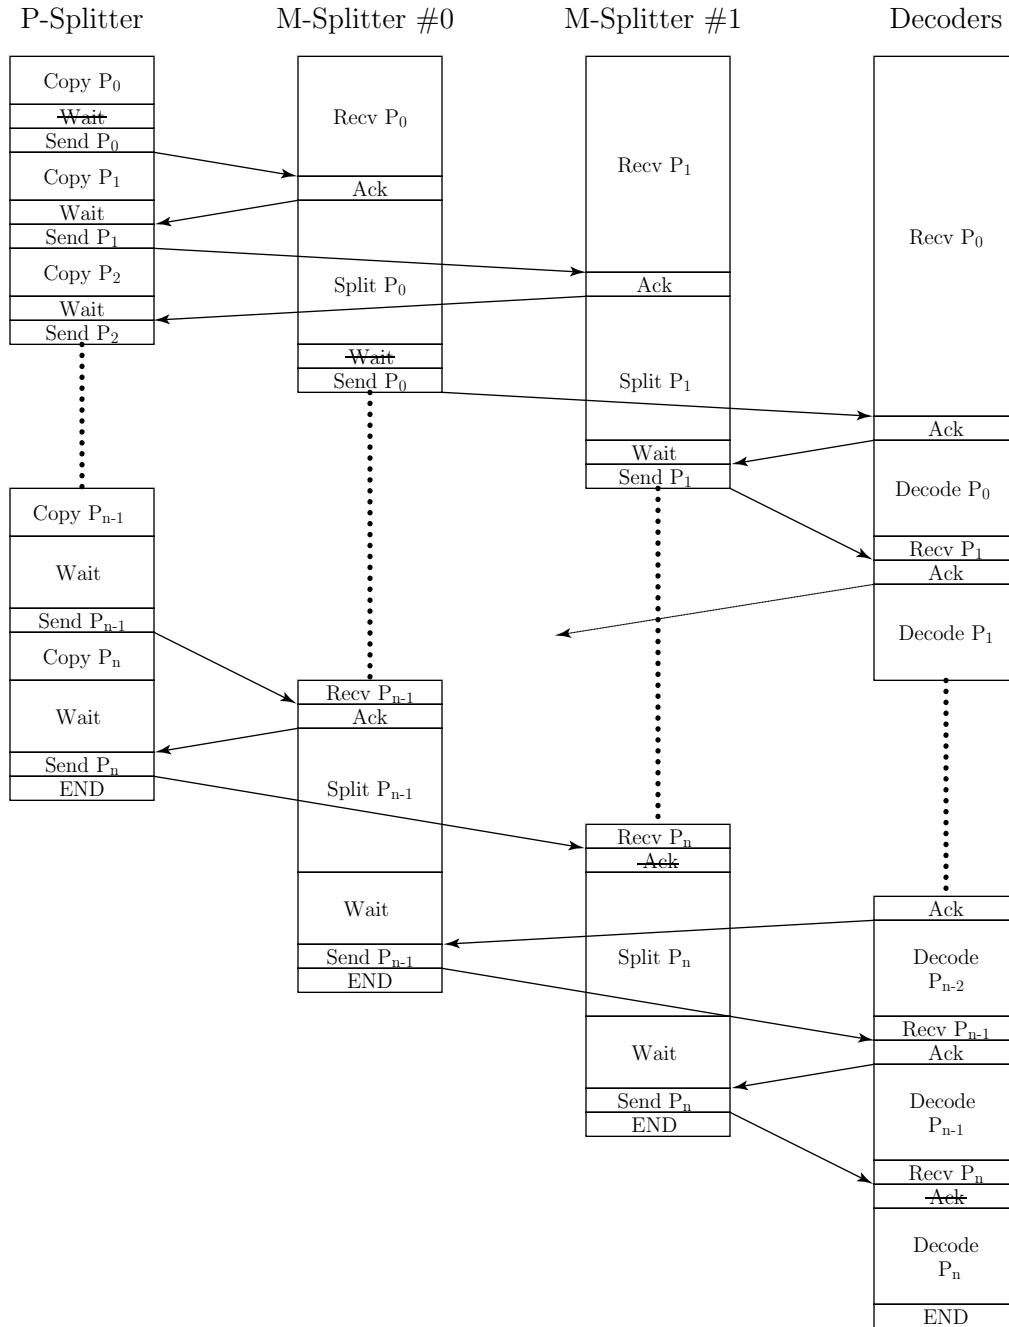 P-Splitter
Copy P0
Wait
Send P0
Copy P1
Wait
Send P1
Copy P2
Wait
Send P2
Copy Pn-1
Wait
Send Pn-1
Copy Pn
Wait
Send Pn
END
M-Splitter #0
Recv P0
Ack
Split P0
Wait
Send P0
Recv Pn-1
Ack
Split Pn-1
Wait
Send Pn-1
END
M-Splitter #1
Recv P1
Ack
Split P1
Wait
Send P1
Recv Pn
Ack
Split Pn
Wait
Send Pn
END
Decoders
Recv P0
Ack
Decode P0
Recv P1
Ack
Decode P1
Ack
Decode
Pn-2
Recv Pn-1
Ack
Decode
Pn-1
Recv Pn
Ack
Decode
Pn
END